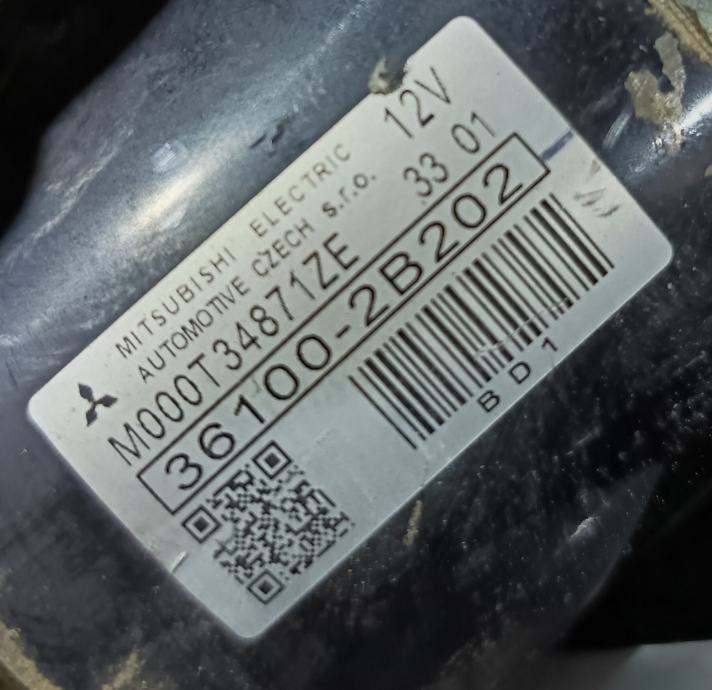 MITSUBISHI ELECTRIC 12V
AUTOMOTIVE CZECH s.r.o.
M000T34871ZE 33 01
36100-2B202
BD1